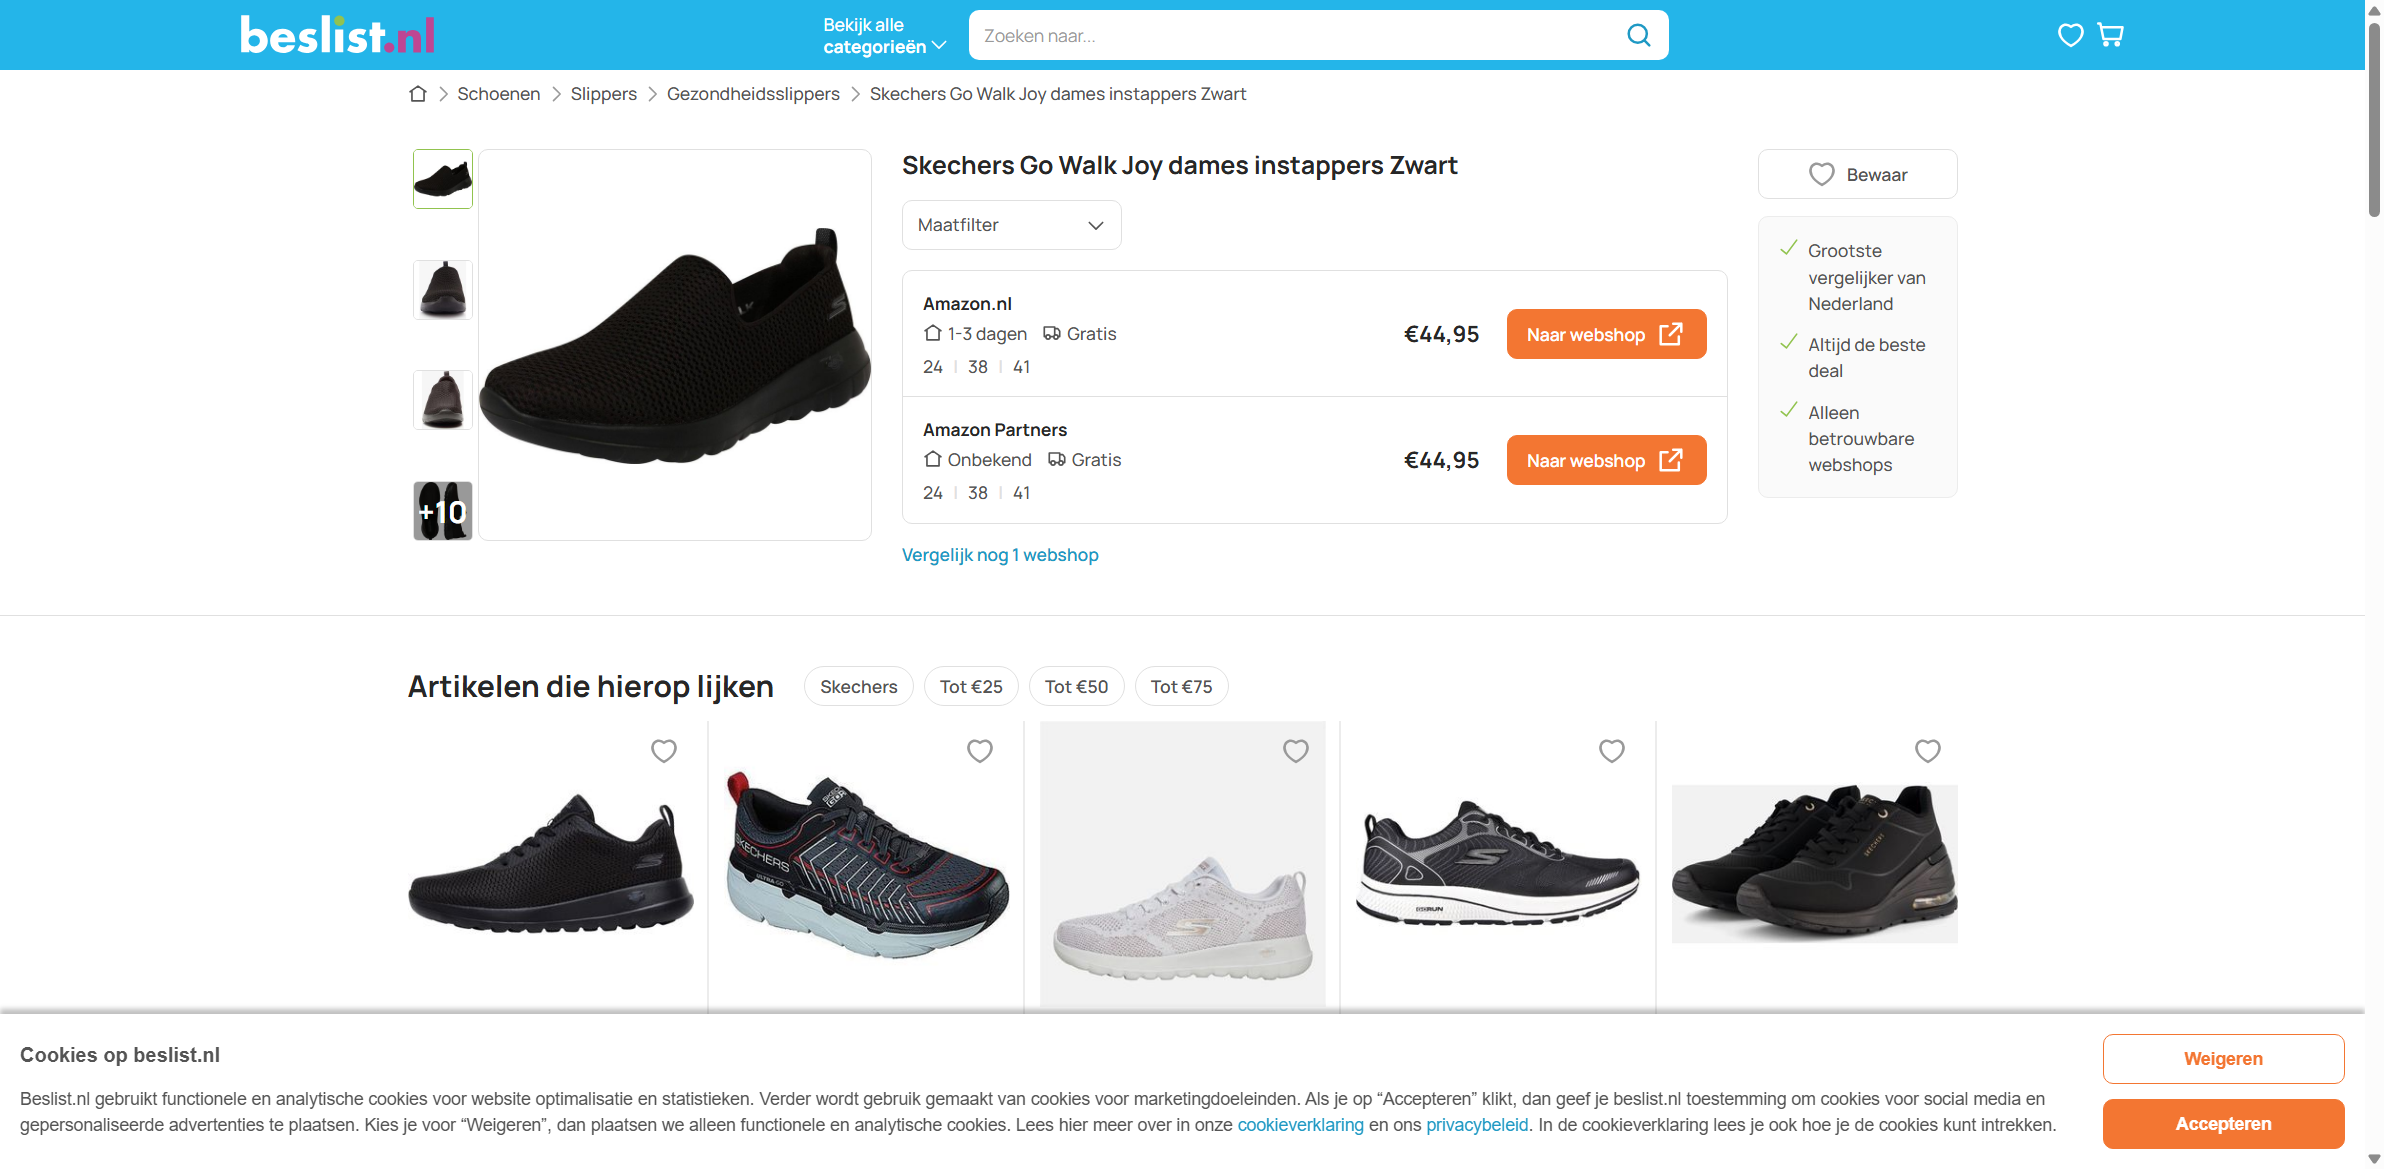 beslist.nl
Bekijk alle
categorieën
Zoeken naar...
Schoenen
Slippers
Gezondheidsslippers
Skechers Go Walk Joy dames instappers Zwart
+10
Skechers Go Walk Joy dames instappers Zwart
Maatfilter
Amazon.nl
1-3 dagen Gratis
24 | 38 | 41
€44,95
Naar webshop
Amazon Partners
Onbekend Gratis
24 | 38 | 41
€44,95
Naar webshop
Vergelijk nog 1 webshop
Bewaar
Grootste
vergelijker van
Nederland
Altijd de beste
deal
Alleen
betrouwbare
webshops
Artikelen die hierop lijken
Skechers
Tot €25
Tot €50
Tot €75
SKECHERS
ULTRA GO
GORUN
SKECHERS
Cookies op beslist.nl
Beslist.nl gebruikt functionele en analytische cookies voor website optimalisatie en statistieken. Verder wordt gebruik gemaakt van cookies voor marketingdoeleinden. Als je op “Accepteren” klikt, dan geef je beslist.nl toestemming om cookies voor social media en
gepersonaliseerde advertenties te plaatsen. Kies je voor “Weigeren”, dan plaatsen we alleen functionele en analytische cookies. Lees hier meer over in onze cookieverklaring en ons privacybeleid. In de cookieverklaring lees je ook hoe je de cookies kunt intrekken.
Weigeren
Accepteren